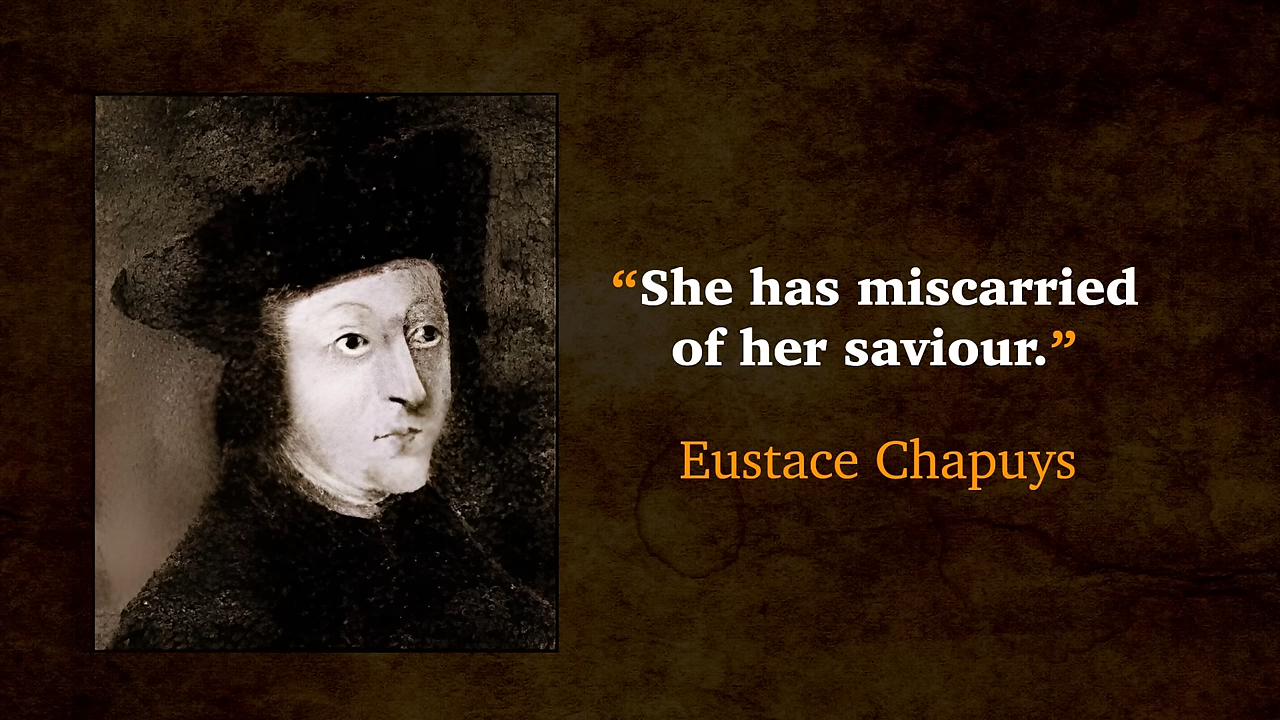 “She has miscarried
of her saviour.”
Eustace Chapuys